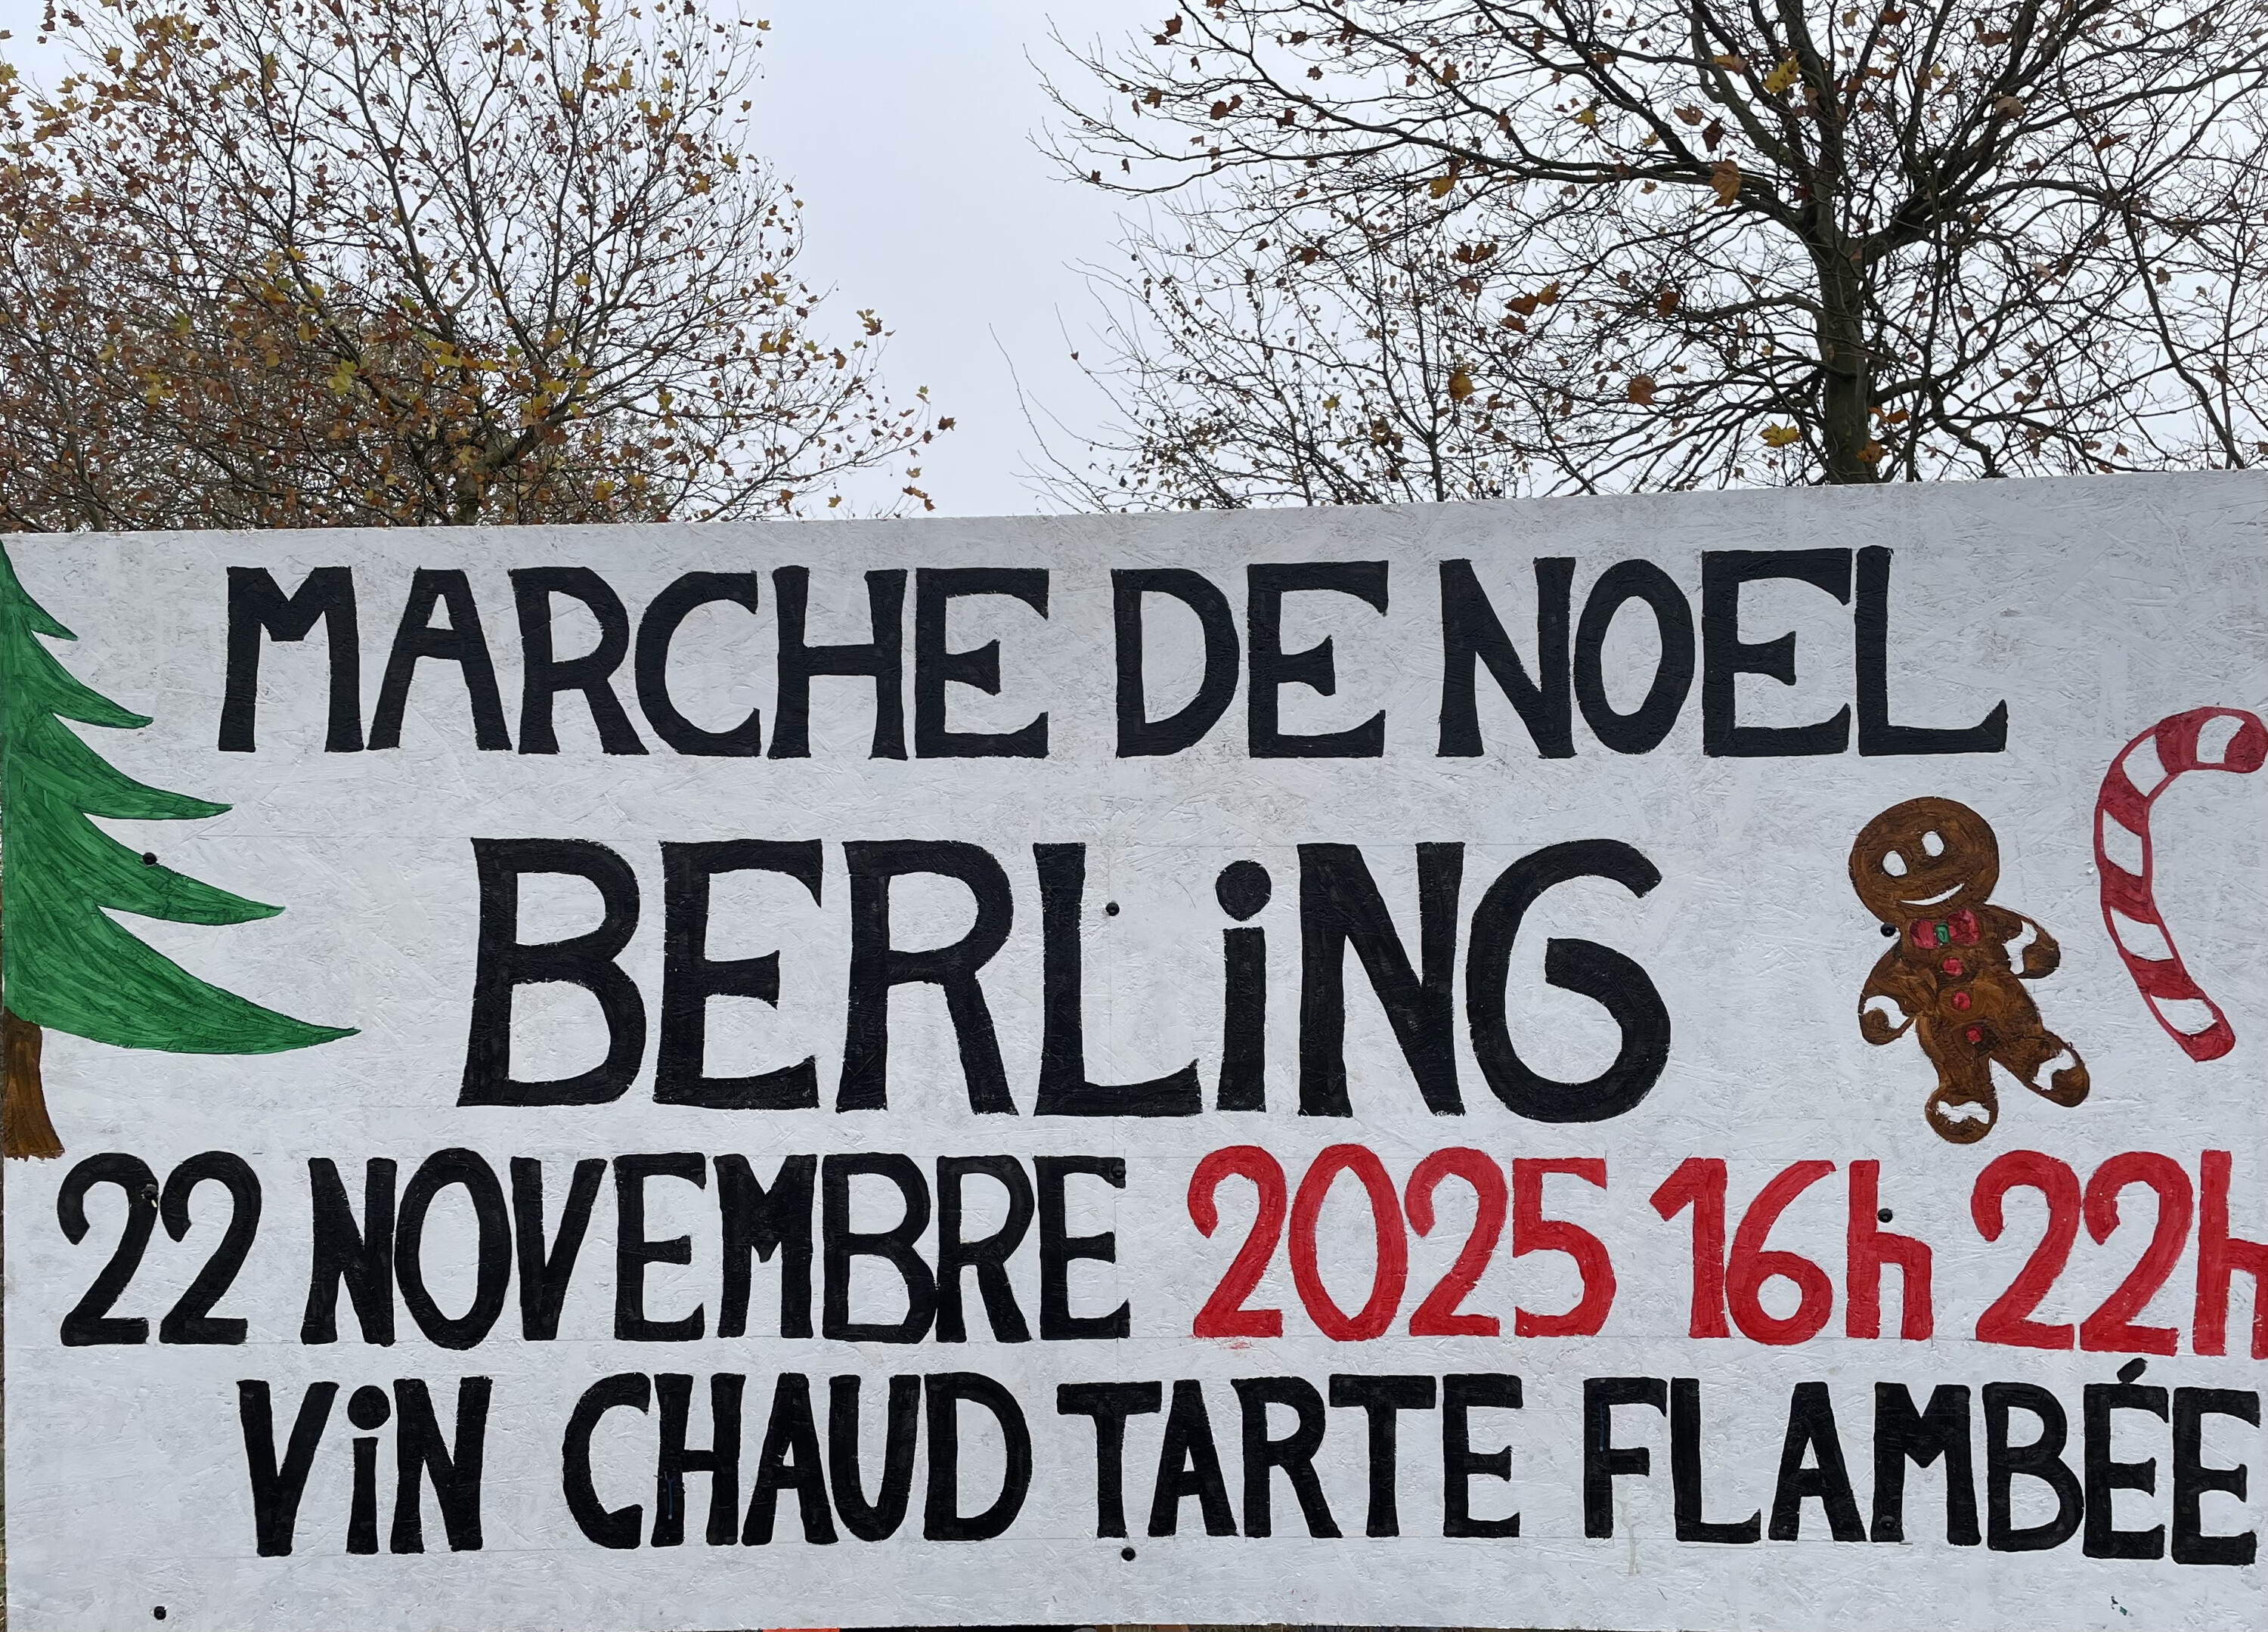 MARCHE DE NOEL
BERLiNG
22 NOVEMBRE 2025 16h 22h
ViN CHAUD TARTE FLAMBÉE